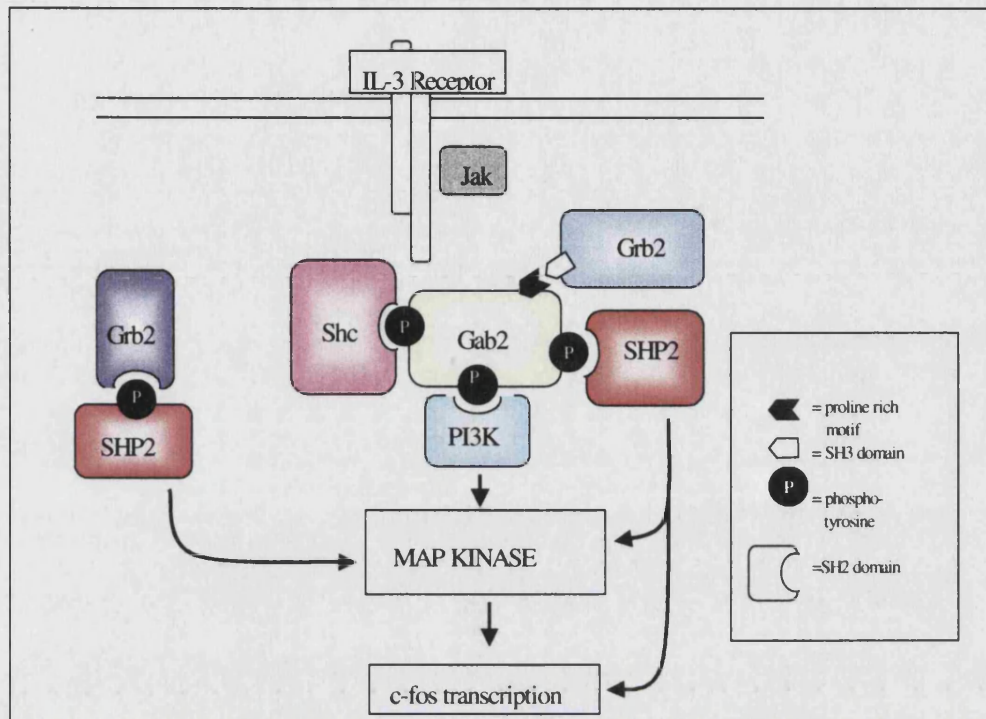 IL-3 Receptor
Jak
Grb2
Grb2
Shc
P
Gab2
P
SHP2
P
P
SHP2
PI3K
MAP KINASE
c-fos transcription
= proline rich
motif
= SH3 domain
P
= phospho-
tyrosine
=SH2 domain